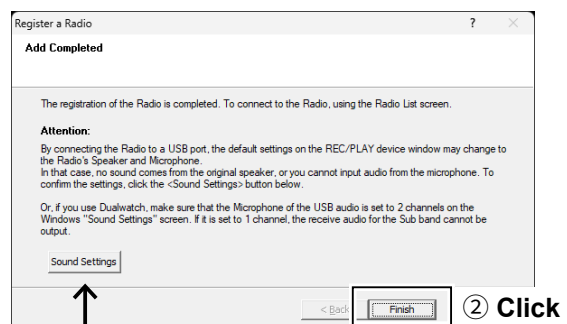 Register a Radio
?
Add Completed
The registration of the Radio is completed. To connect to the Radio, using the Radio List screen.
Attention:
By connecting the Radio to a USB port, the default settings on the REC/PLAY device window may change to
the Radio's Speaker and Microphone.
In that case, no sound comes from the original speaker, or you cannot input audio from the microphone. To
confirm the settings, click the <Sound Settings> button below.
Or, if you use Dualwatch, make sure that the Microphone of the USB audio is set to 2 channels on the
Windows "Sound Settings" screen. If it is set to 1 channel, the receive audio for the Sub band cannot be
output.
Sound Settings
< Back
Finish
② Click